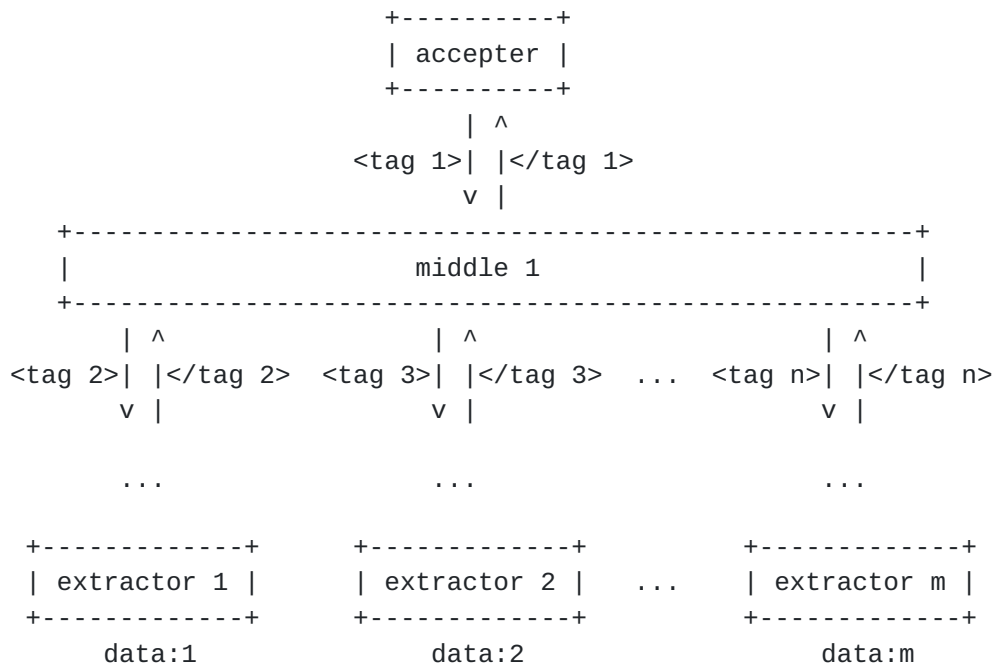 +----------+
| accepter |
+----------+
| ^
<tag 1>| |</tag 1>
v |
+------------------------------------------------------+
| middle 1 |
+------------------------------------------------------+
| ^ | ^ | ^
<tag 2>| |</tag 2> <tag 3>| |</tag 3> ... <tag n>| |</tag n>
v | v | v |
... ... ...
+-------------+ +-------------+ +-------------+
| extractor 1 | | extractor 2 | ... | extractor m |
+-------------+ +-------------+ +-------------+
data:1 data:2 data:m